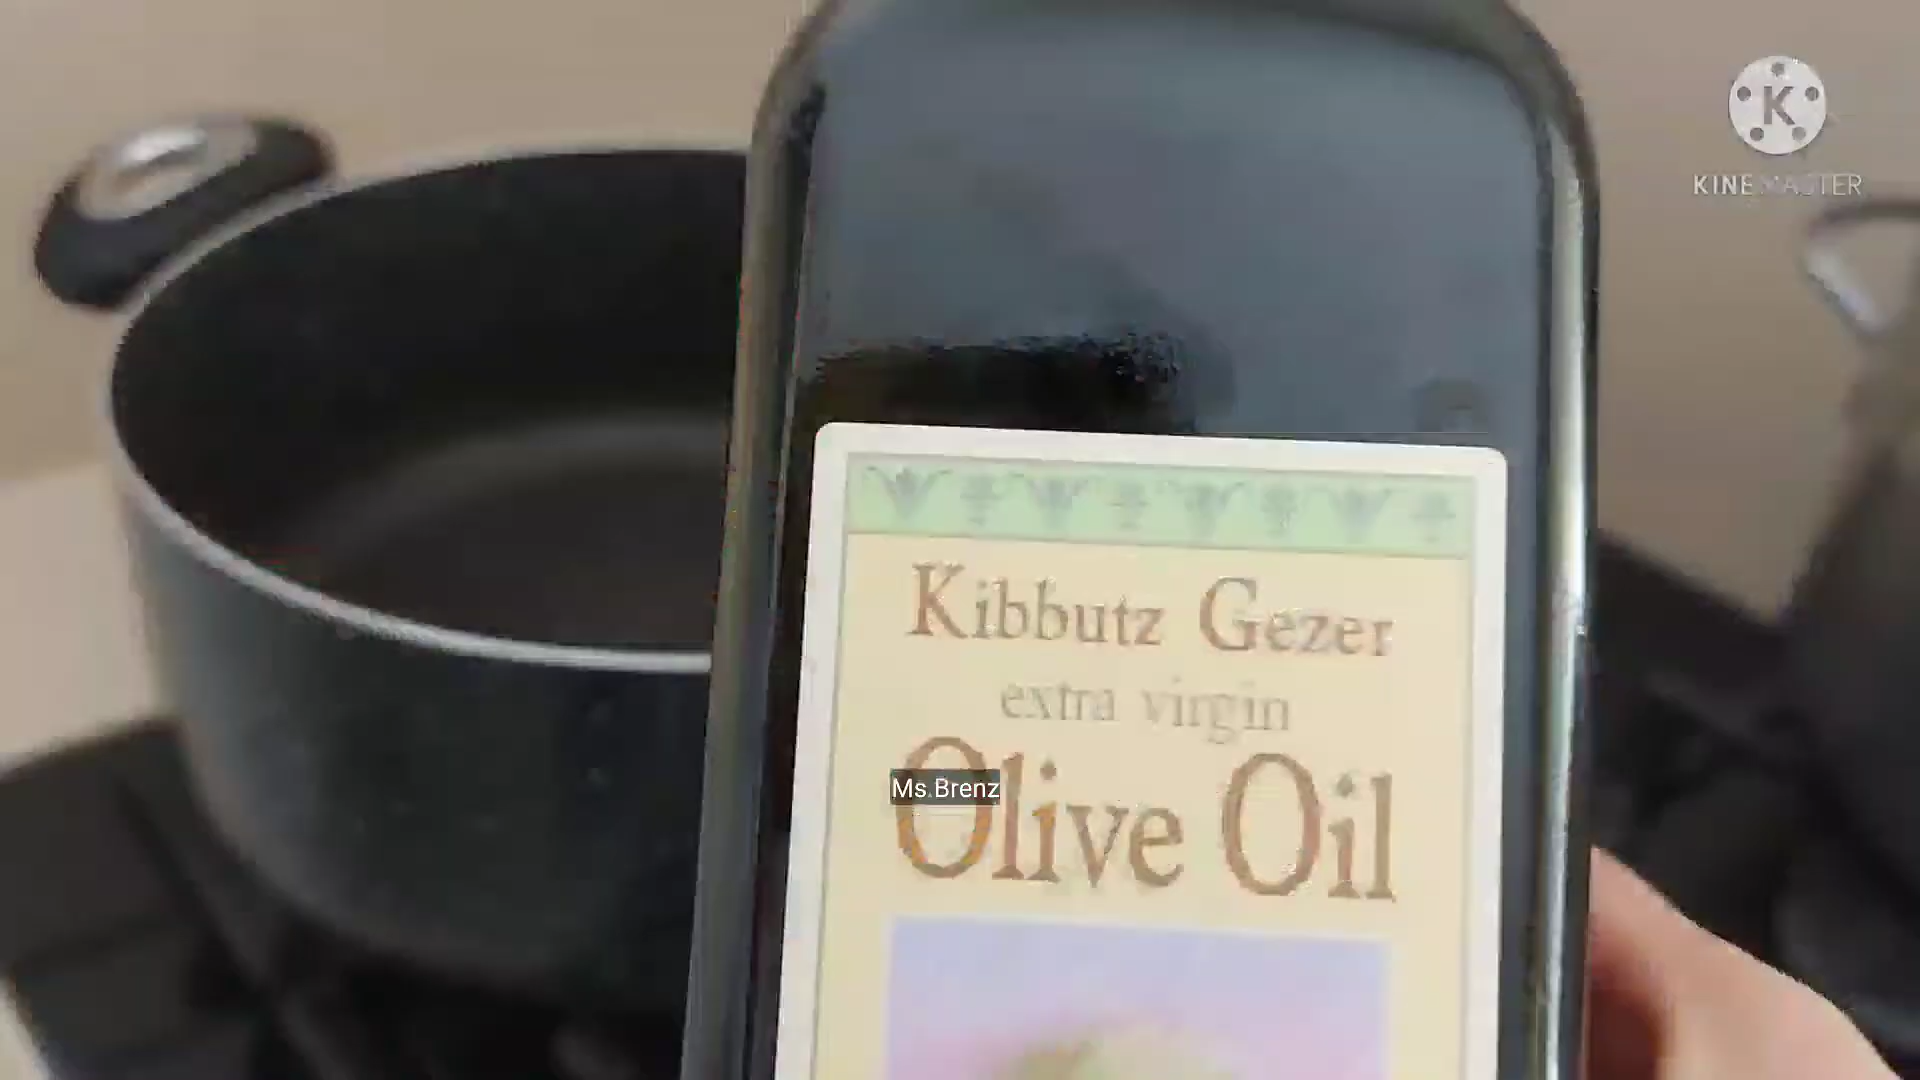 K
KINEMASTER
Kibbutz Gezer
extra virgin
Olive Oil
Ms.Brenz